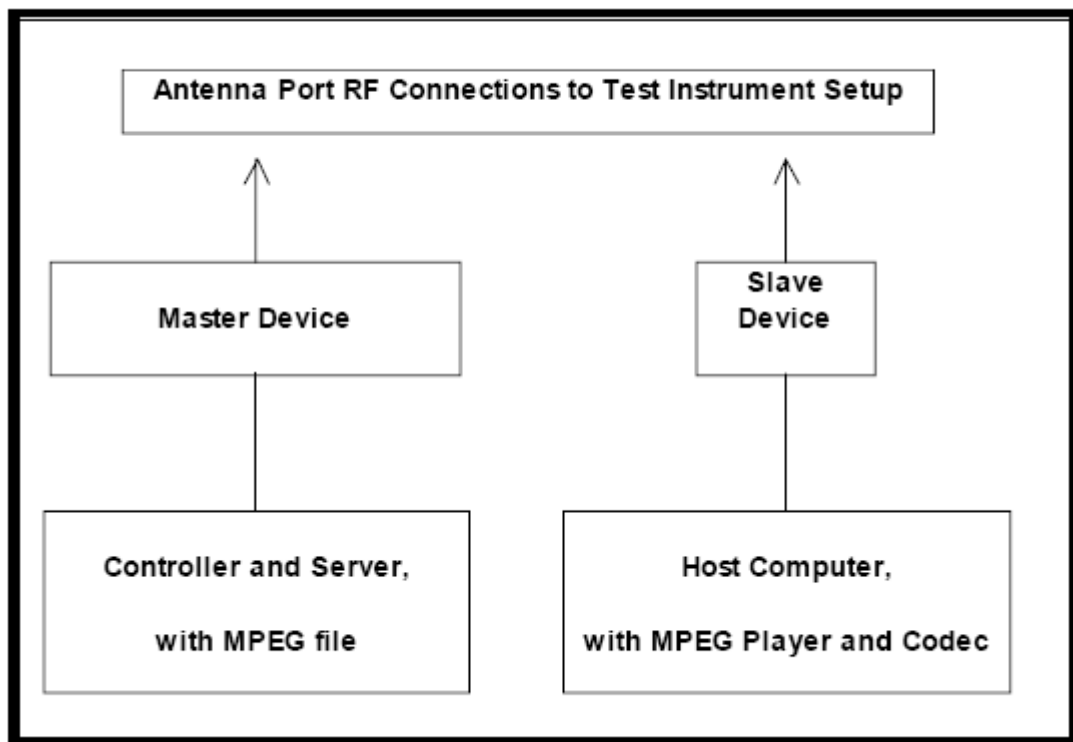 Antenna Port RF Connections to Test Instrument Setup
Master Device
Slave
Device
Controller and Server,
with MPEG file
Host Computer,
with MPEG Player and Codec